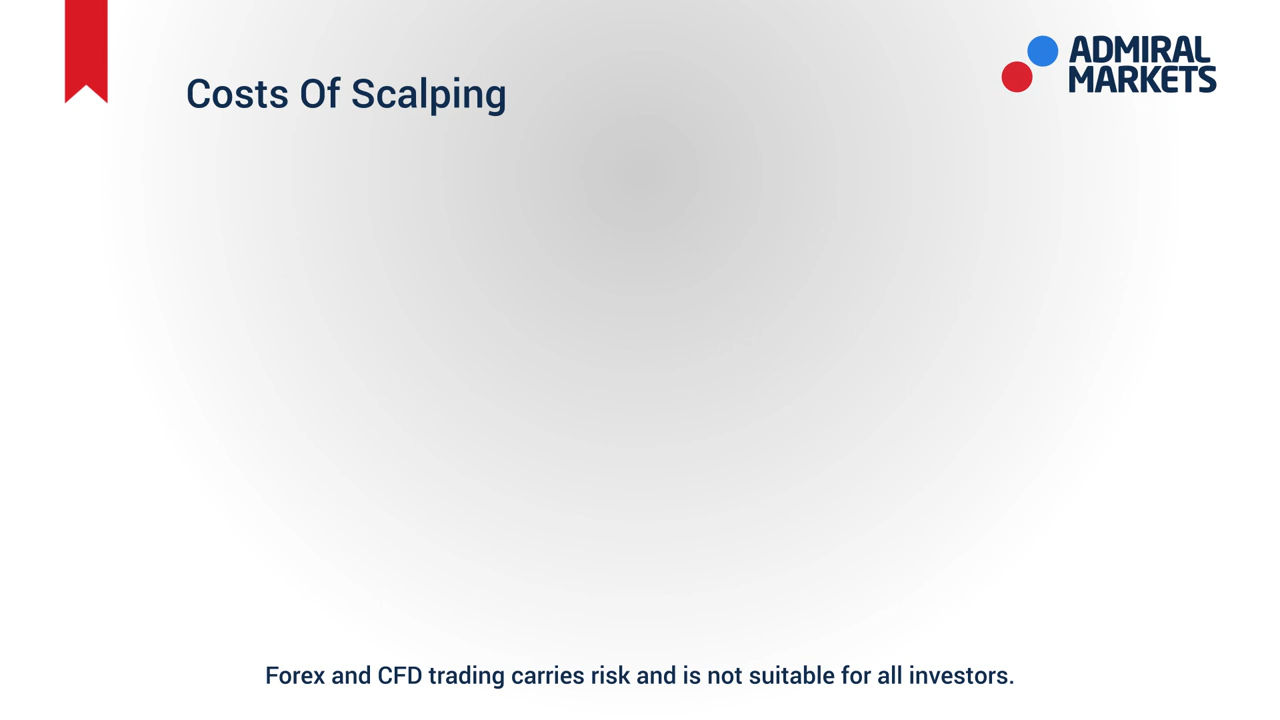 Costs Of Scalping
ADMIRAL
MARKETS
Forex and CFD trading carries risk and is not suitable for all investors.